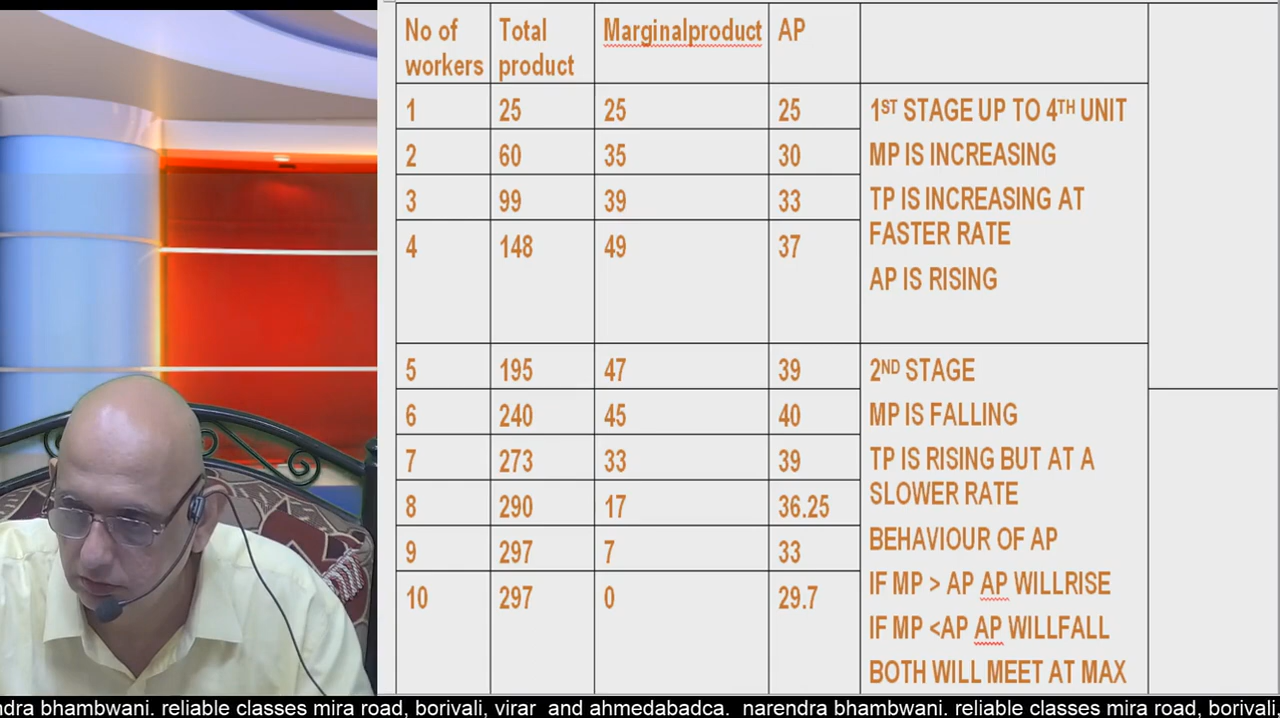 No of workers Total product Marginalproduct AP
1 25 25 25 1ST STAGE UP TO 4TH UNIT
2 60 35 30 MP IS INCREASING
3 99 39 33 TP IS INCREASING AT
FASTER RATE
4 148 49 37
AP IS RISING
5 195 47 39 2ND STAGE
6 240 45 40 MP IS FALLING
7 273 33 39 TP IS RISING BUT AT A
SLOWER RATE
8 290 17 36.25
9 297 7 33 BEHAVIOUR OF AP
IF MP > AP AP WILLRISE
10 297 0 29.7
IF MP <AP AP WILLFALL
BOTH WILL MEET AT MAX
ndra bhambwani. reliable classes mira road, borivali, virar and ahmedabadca. narendra bhambwani. reliable classes mira road, borivali,